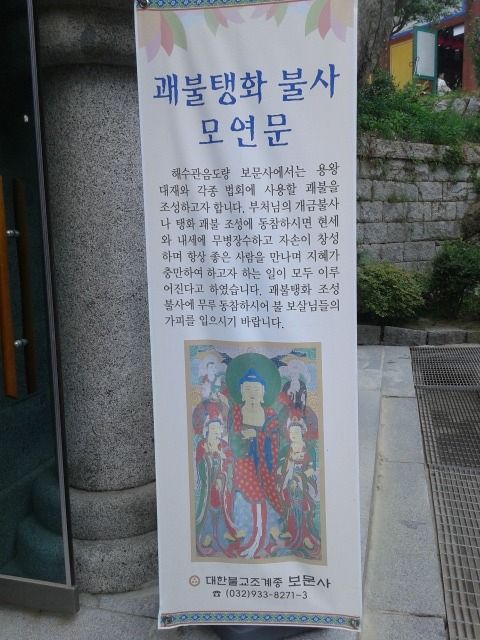 괘불탱화 불사
모연문
해수관음도량 보문사에서는 용왕
대재와 각종 법회에 사용할 괘불을
조성하고자 합니다. 부처님의 개금불사
나 탱화 괘불 조성에 동참하시면 현세
와 내세에 무병장수하고 자손이 창성
하며 항상 좋은 사람을 만나며 지혜가
충만하여 하고자 하는 일이 모두 이루
어진다고 하였습니다. 괘불탱화 조성
불사에 무루 동참하시어 불 보살님들의
가피를 입으시기 바랍니다.
대한불교조계종 보문사
☎ (032)933-8271~3